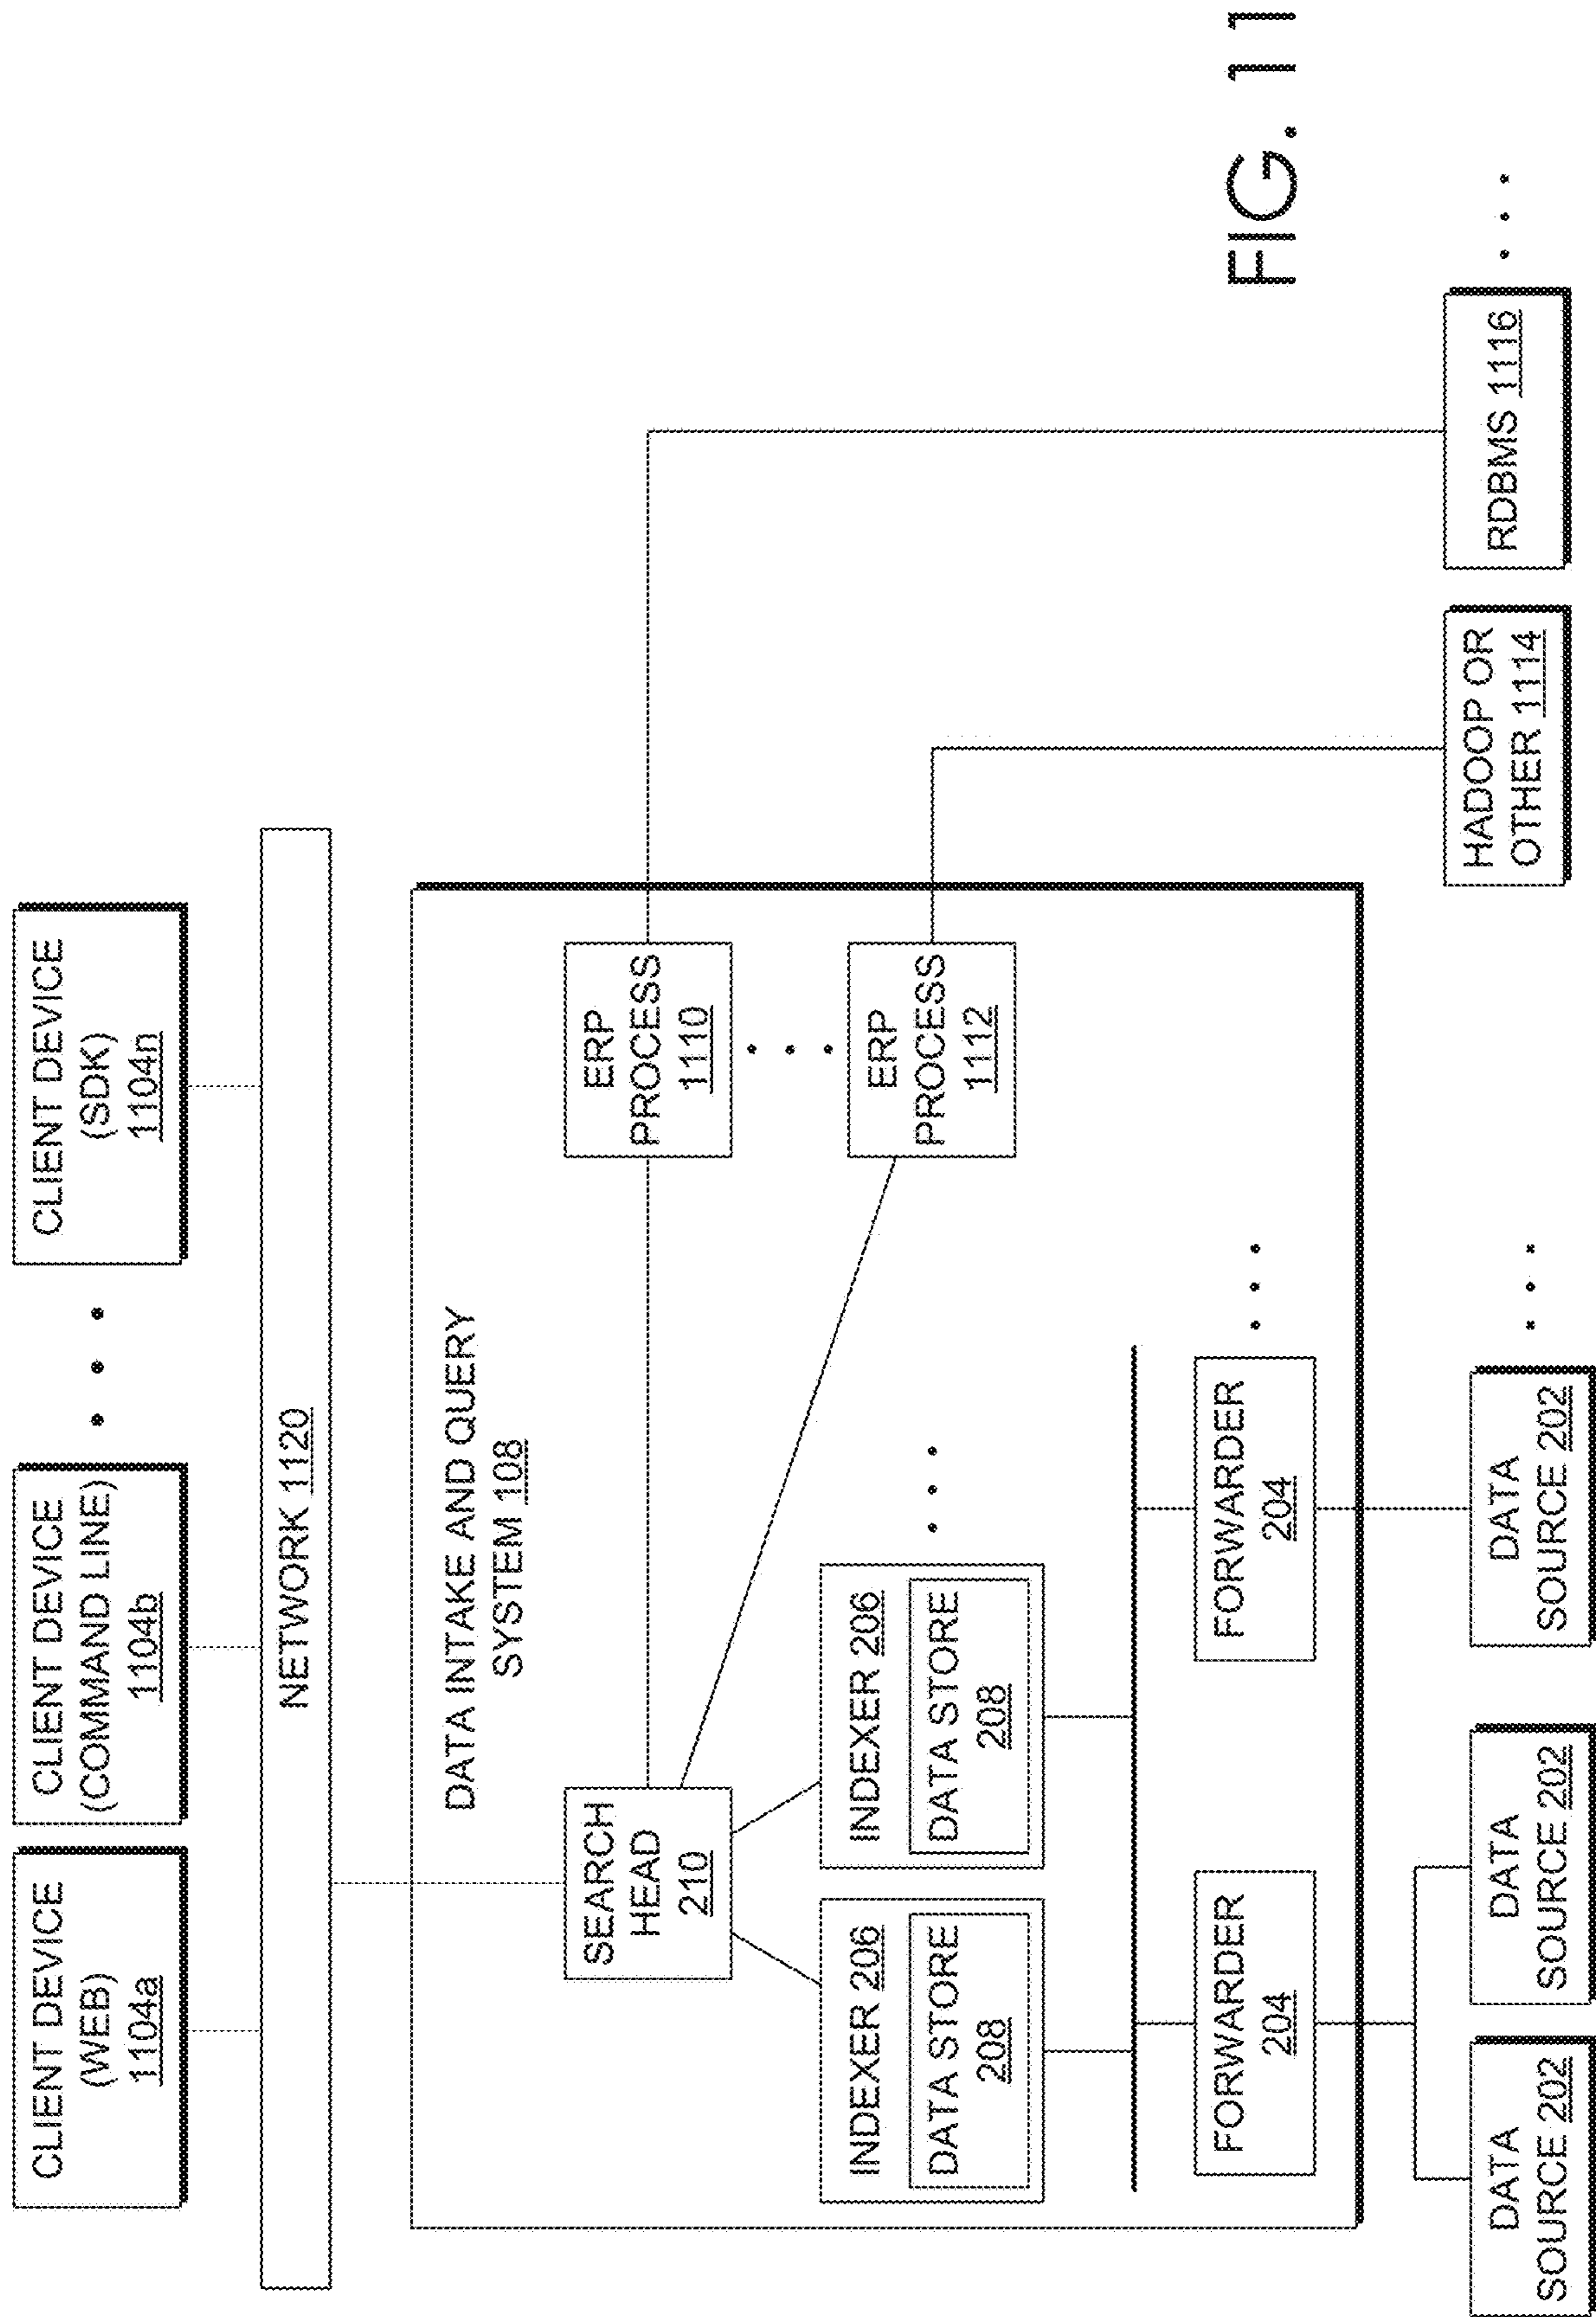 CLIENT DEVICE
(WEB)
1104a
CLIENT DEVICE
(COMMAND LINE)
1104b
CLIENT DEVICE
(SDK)
1104n
NETWORK 1120
DATA INTAKE AND QUERY
SYSTEM 108
SEARCH
HEAD
210
ERP
PROCESS
1110
INDEXER 206
DATA STORE
208
INDEXER 206
DATA STORE
208
ERP
PROCESS
1112
FORWARDER
204
FORWARDER
204
DATA
SOURCE 202
DATA
SOURCE 202
DATA
SOURCE 202
HADOOP OR
OTHER 1114
RDBMS 1116
FIG. 11